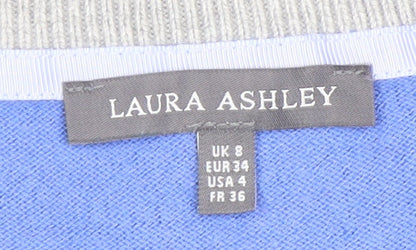 LAURA ASHLEY
UK 8
EUR 34
USA 4
FR 36